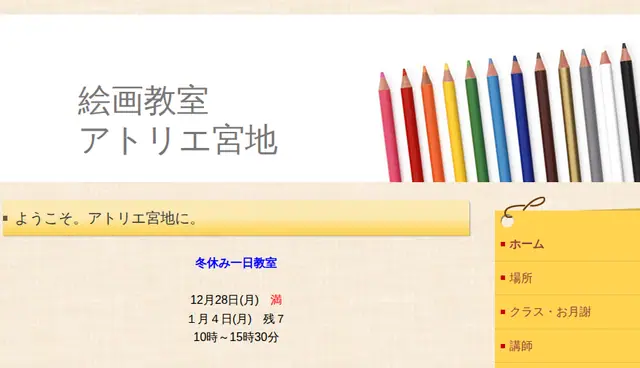 絵画教室
アトリエ宮地
ようこそ。アトリエ宮地に。
冬休み一日教室
12月28日(月)　満
１月４日(月)　残７
10時～15時30分
ホーム
場所
クラス・お月謝
講師